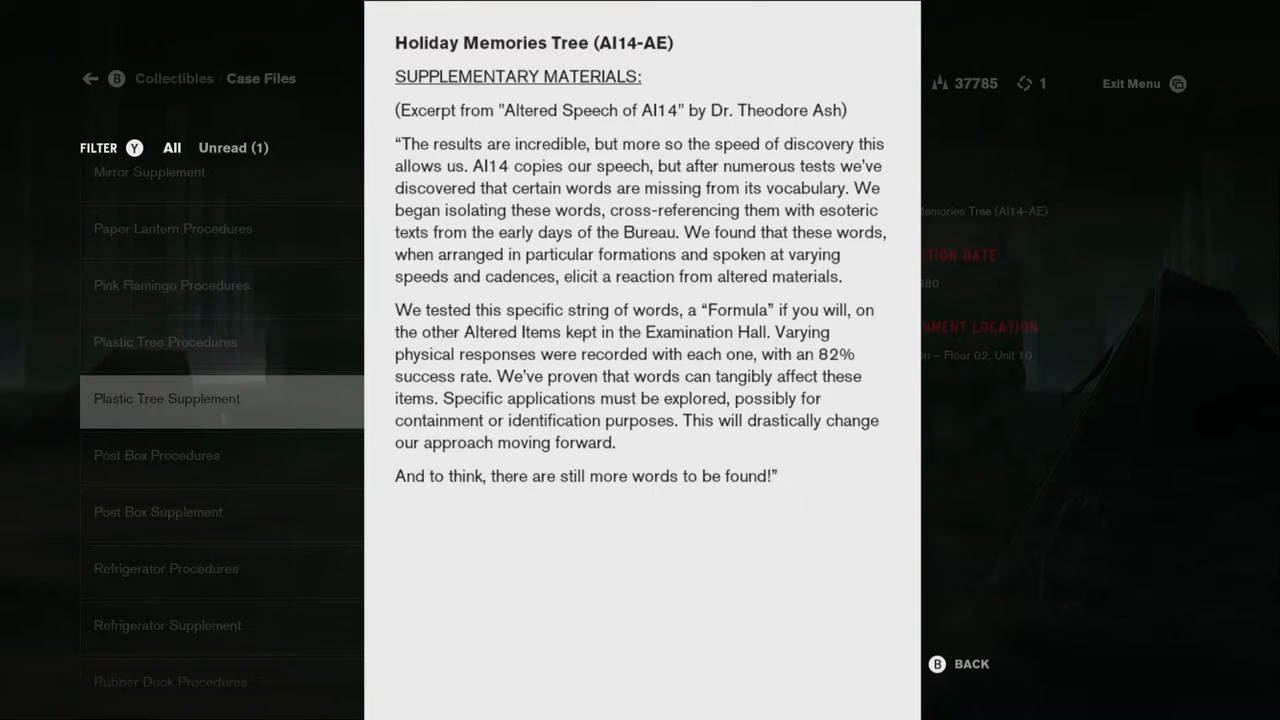 Holiday Memories Tree (AI14-AE)
SUPPLEMENTARY MATERIALS:
(Excerpt from "Altered Speech of AI14" by Dr. Theodore Ash)
“The results are incredible, but more so the speed of discovery this
allows us. AI14 copies our speech, but after numerous tests we’ve
discovered that certain words are missing from its vocabulary. We
began isolating these words, cross-referencing them with esoteric
texts from the early days of the Bureau. We found that these words,
when arranged in particular formations and spoken at varying
speeds and cadences, elicit a reaction from altered materials.
We tested this specific string of words, a “Formula” if you will, on
the other Altered Items kept in the Examination Hall. Varying
physical responses were recorded with each one, with an 82%
success rate. We’ve proven that words can tangibly affect these
items. Specific applications must be explored, possibly for
containment or identification purposes. This will drastically change
our approach moving forward.
And to think, there are still more words to be found!”
B Collectibles Case Files
FILTER Y All Unread (1)
Mirror Supplement
Paper Lantern Procedures
Pink Flamingo Procedures
Plastic Tree Procedures
Plastic Tree Supplement
Post Box Procedures
Post Box Supplement
Refrigerator Procedures
Refrigerator Supplement
Rubber Duck Procedures
37785 1 Exit Menu
Memories Tree (AI14-AE)
DATE
80
LOCATION
Floor 02, Unit 10
B BACK